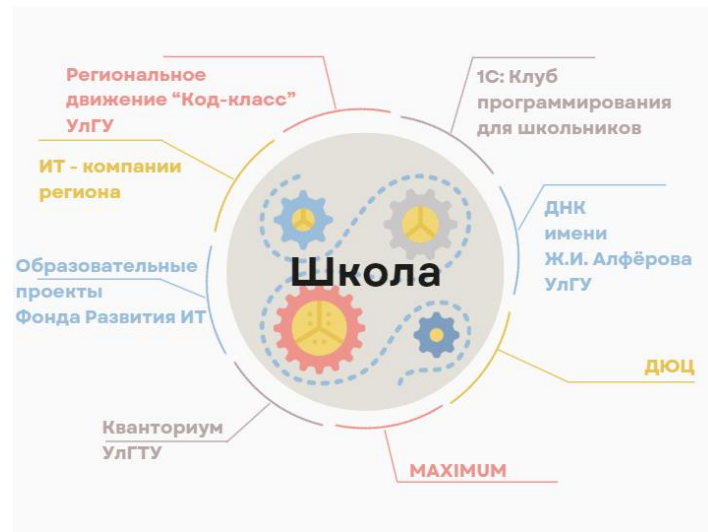 Региональное
движение “Код-класс”
УлГУ
1С: Клуб
программирования
для школьников
ИТ - компании
региона
ДНК
имени
Ж.И. Алфёрова
УлГУ
Школа
Образовательные
проекты
Фонда Развития ИТ
ДЮЦ
Кванториум
УлГТУ
MAXIMUM